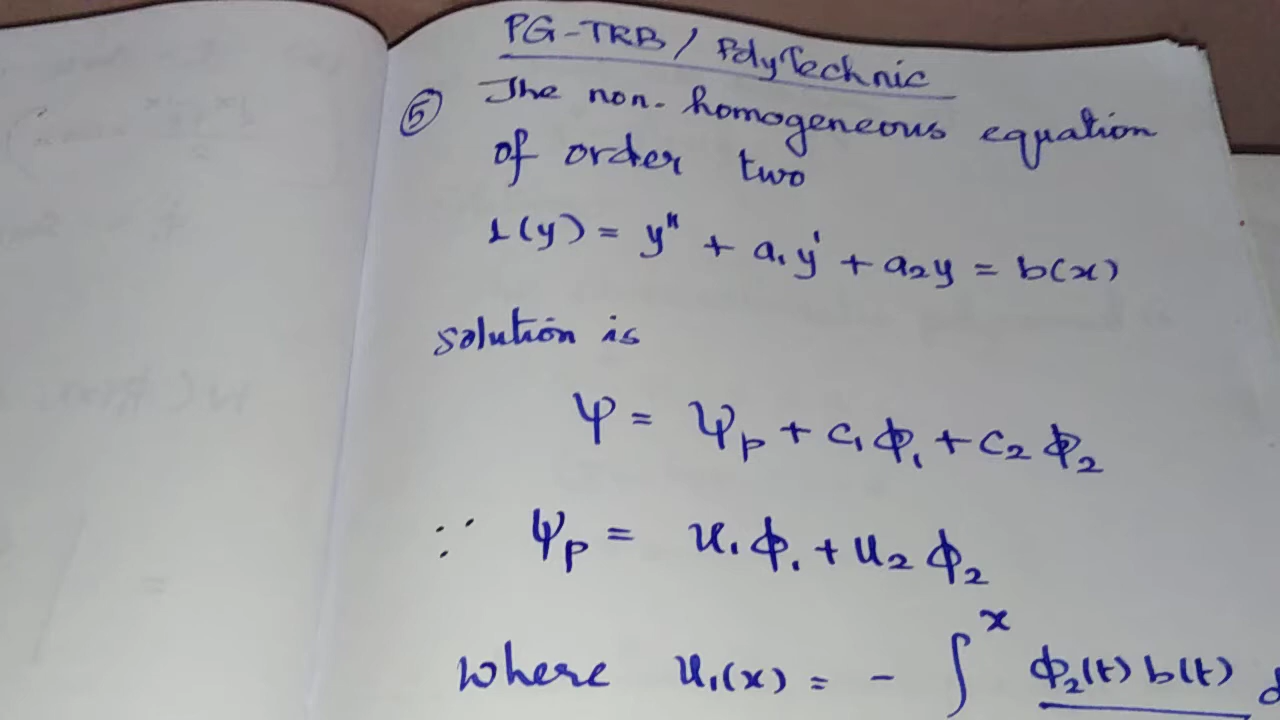 PG-TRB / PolyTechnic
⑤ The non-homogeneous equation
of order two
L(y) = y'' + a₁y' + a₂y = b(x)
solution is
Ψ = Ψp + c₁ϕ₁ + c₂ϕ₂
∵ Ψp = u₁ϕ₁ + u₂ϕ₂
where u₁(x) = - ∫ˣ ϕ₂(t) b(t) d